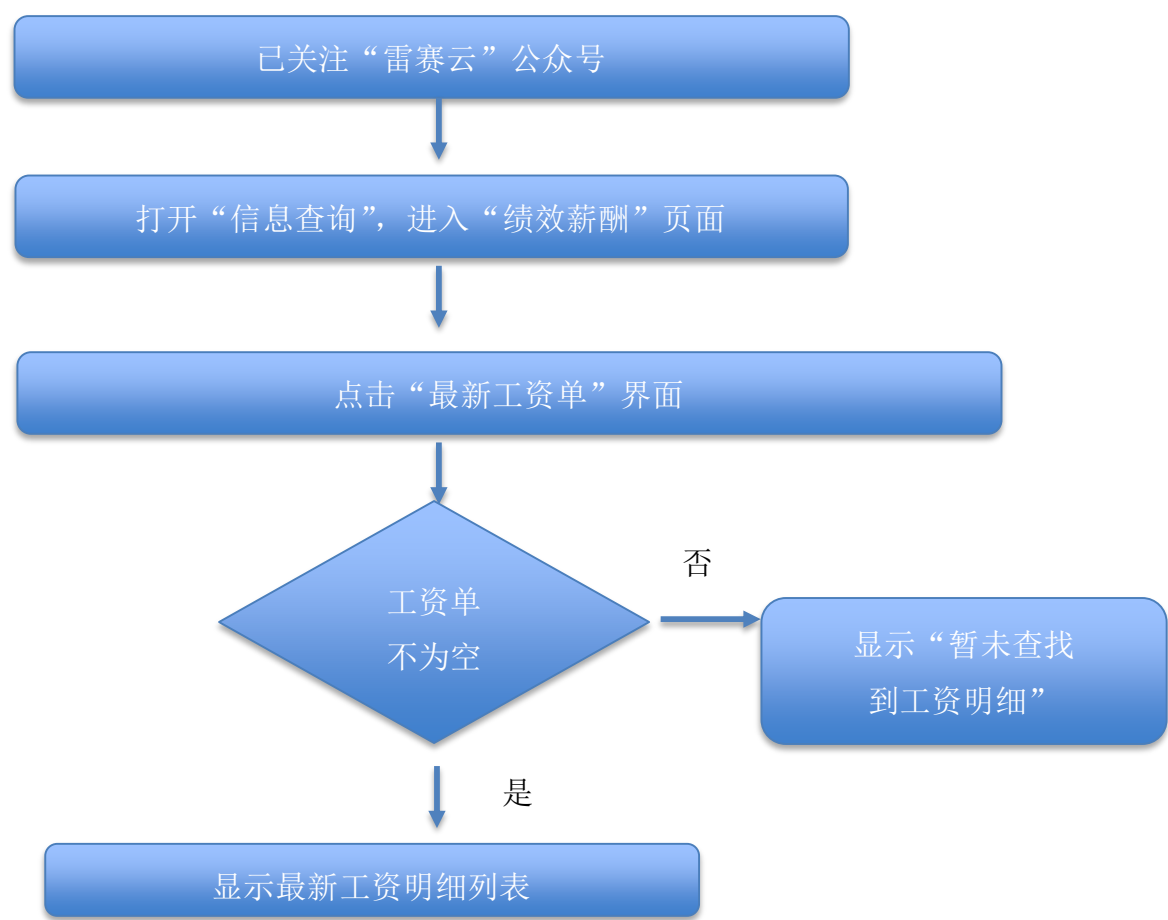 已关注“雷赛云”公众号
打开“信息查询”，进入“绩效薪酬”页面
点击“最新工资单”界面
工资单
不为空
否
显示“暂未查找
到工资明细”
是
显示最新工资明细列表